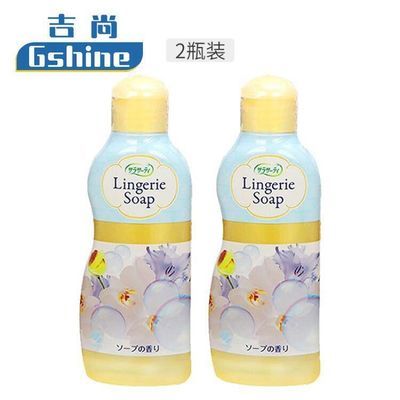 吉尚
Gshine
2瓶装
サラサーティ
Lingerie
Soap
ソープの香り
サラサーティ
Lingerie
Soap
ソープの香り